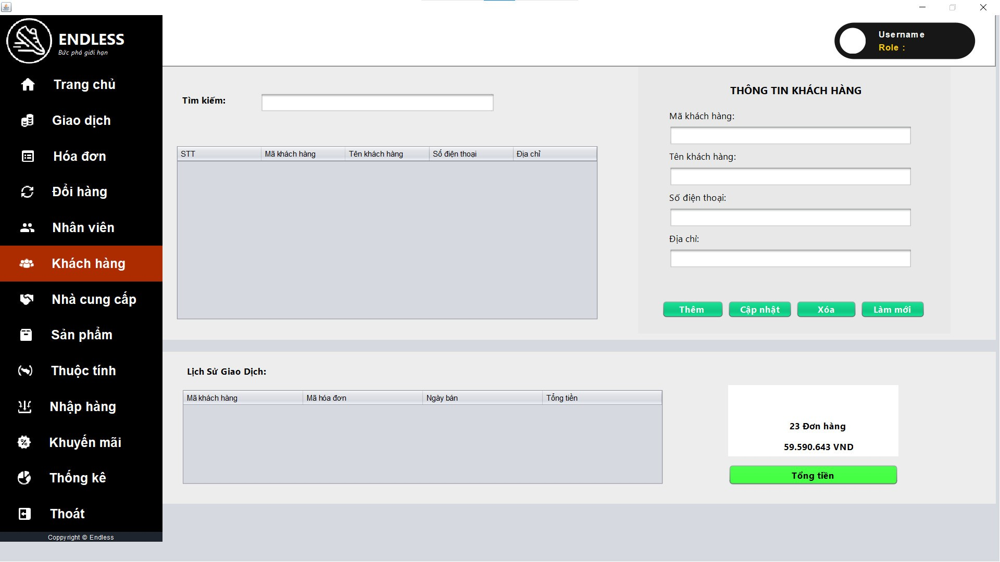 ENDLESS
Bức phá giới hạn
Username
Role :
Trang chủ
Giao dịch
Hóa đơn
Đổi hàng
Nhân viên
Khách hàng
Nhà cung cấp
Sản phẩm
Thuộc tính
Nhập hàng
Khuyến mãi
Thống kê
Thoát
Coppyright © Endless
Tìm kiếm:
STT Mã khách hàng Tên khách hàng Số điện thoại Địa chỉ
THÔNG TIN KHÁCH HÀNG
Mã khách hàng:
Tên khách hàng:
Số điện thoại:
Địa chỉ:
Thêm Cập nhật Xóa Làm mới
Lịch Sử Giao Dịch:
Mã khách hàng Mã hóa đơn Ngày bán Tổng tiền
23 Đơn hàng
59.590.643 VND
Tổng tiền